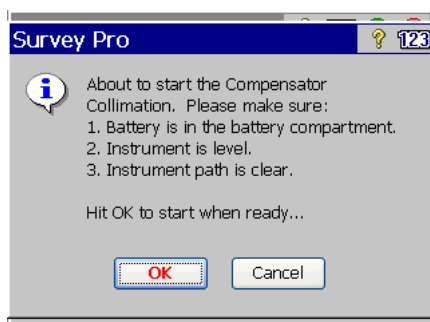 Survey Pro
? 123
i About to start the Compensator
Collimation. Please make sure:
1. Battery is in the battery compartment.
2. Instrument is level.
3. Instrument path is clear.
Hit OK to start when ready...
OK Cancel